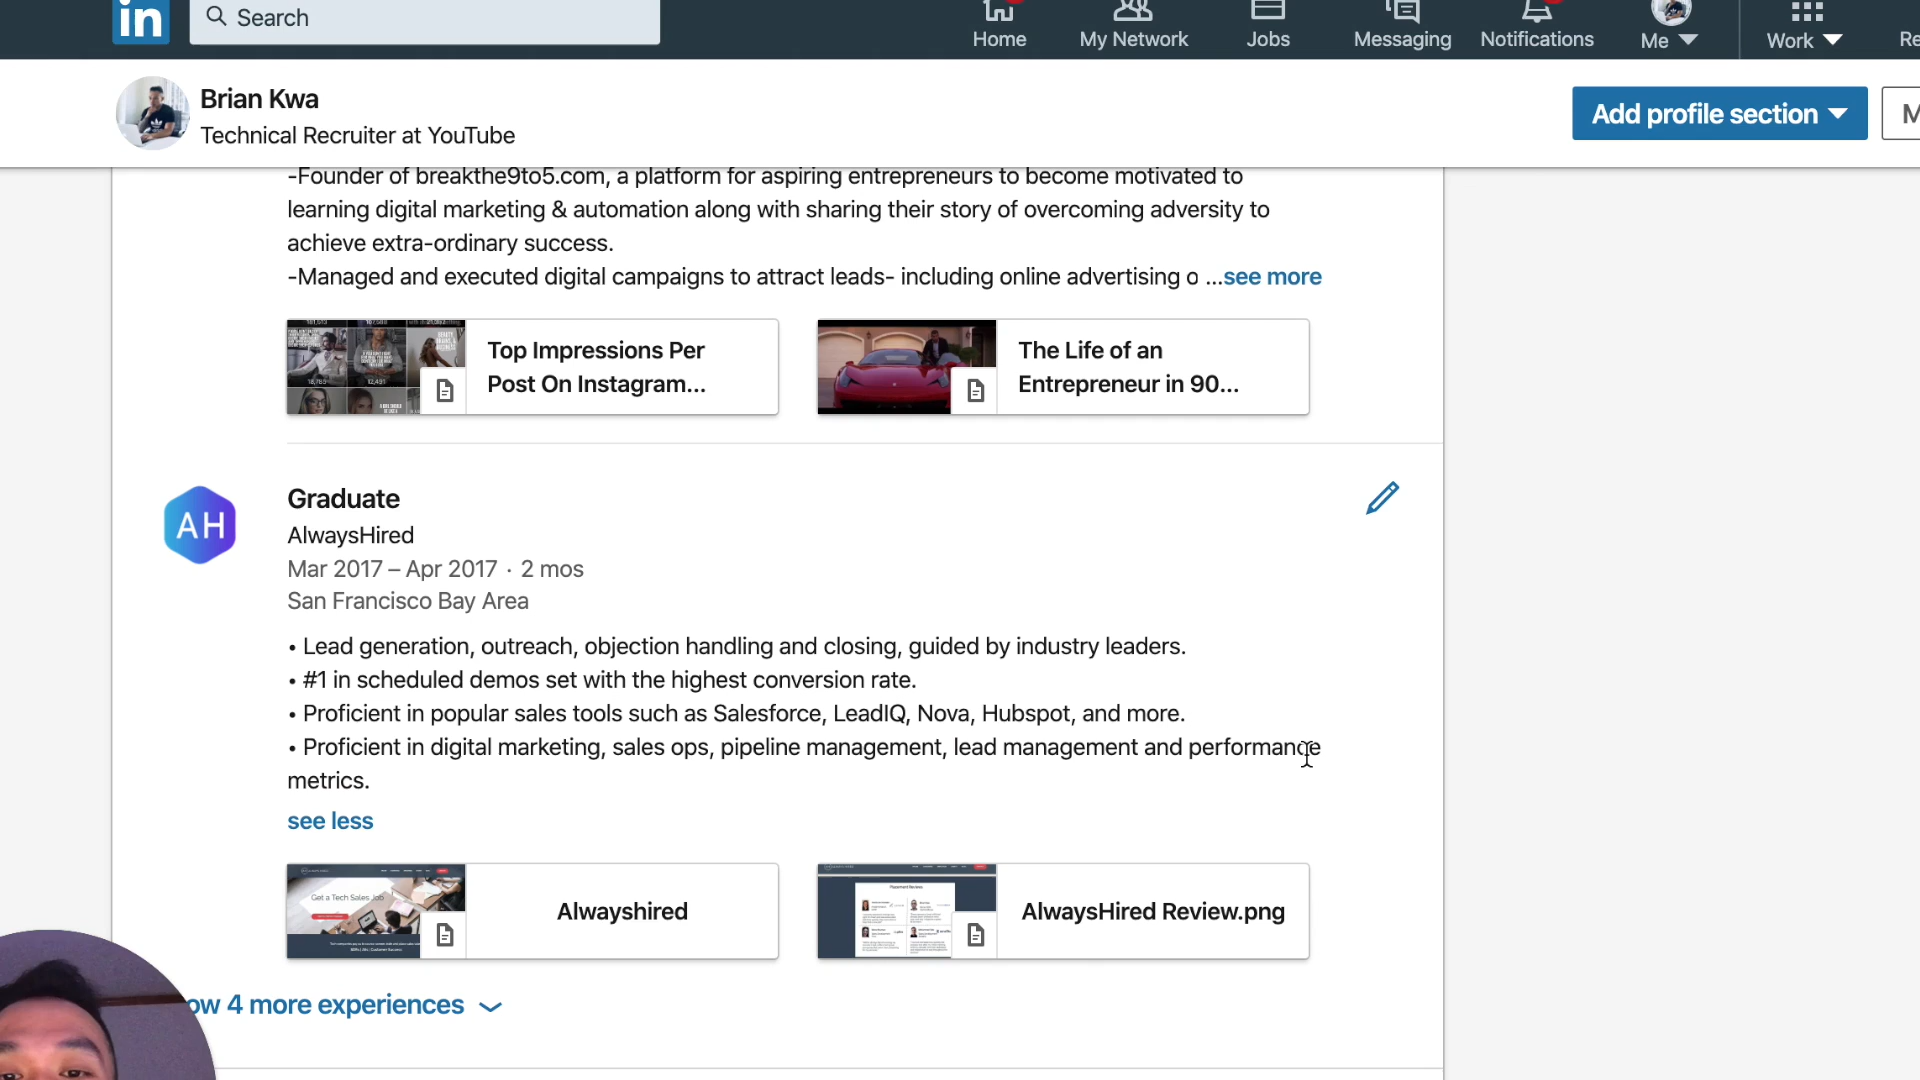 in
Search
Home
My Network
Jobs
Messaging
Notifications
Me
Work
Brian Kwa
Technical Recruiter at YouTube
Add profile section
-Founder of breakthe9to5.com, a platform for aspiring entrepreneurs to become motivated to
learning digital marketing & automation along with sharing their story of overcoming adversity to
achieve extra-ordinary success.
-Managed and executed digital campaigns to attract leads- including online advertising o ...see more
Top Impressions Per
Post On Instagram...
The Life of an
Entrepreneur in 90...
AH
Graduate
AlwaysHired
Mar 2017 – Apr 2017 · 2 mos
San Francisco Bay Area
• Lead generation, outreach, objection handling and closing, guided by industry leaders.
• #1 in scheduled demos set with the highest conversion rate.
• Proficient in popular sales tools such as Salesforce, LeadIQ, Nova, Hubspot, and more.
• Proficient in digital marketing, sales ops, pipeline management, lead management and performance
metrics.
see less
Get a Tech Sales Job
Alwayshired
Placement Reviews
AlwaysHired Review.png
ow 4 more experiences